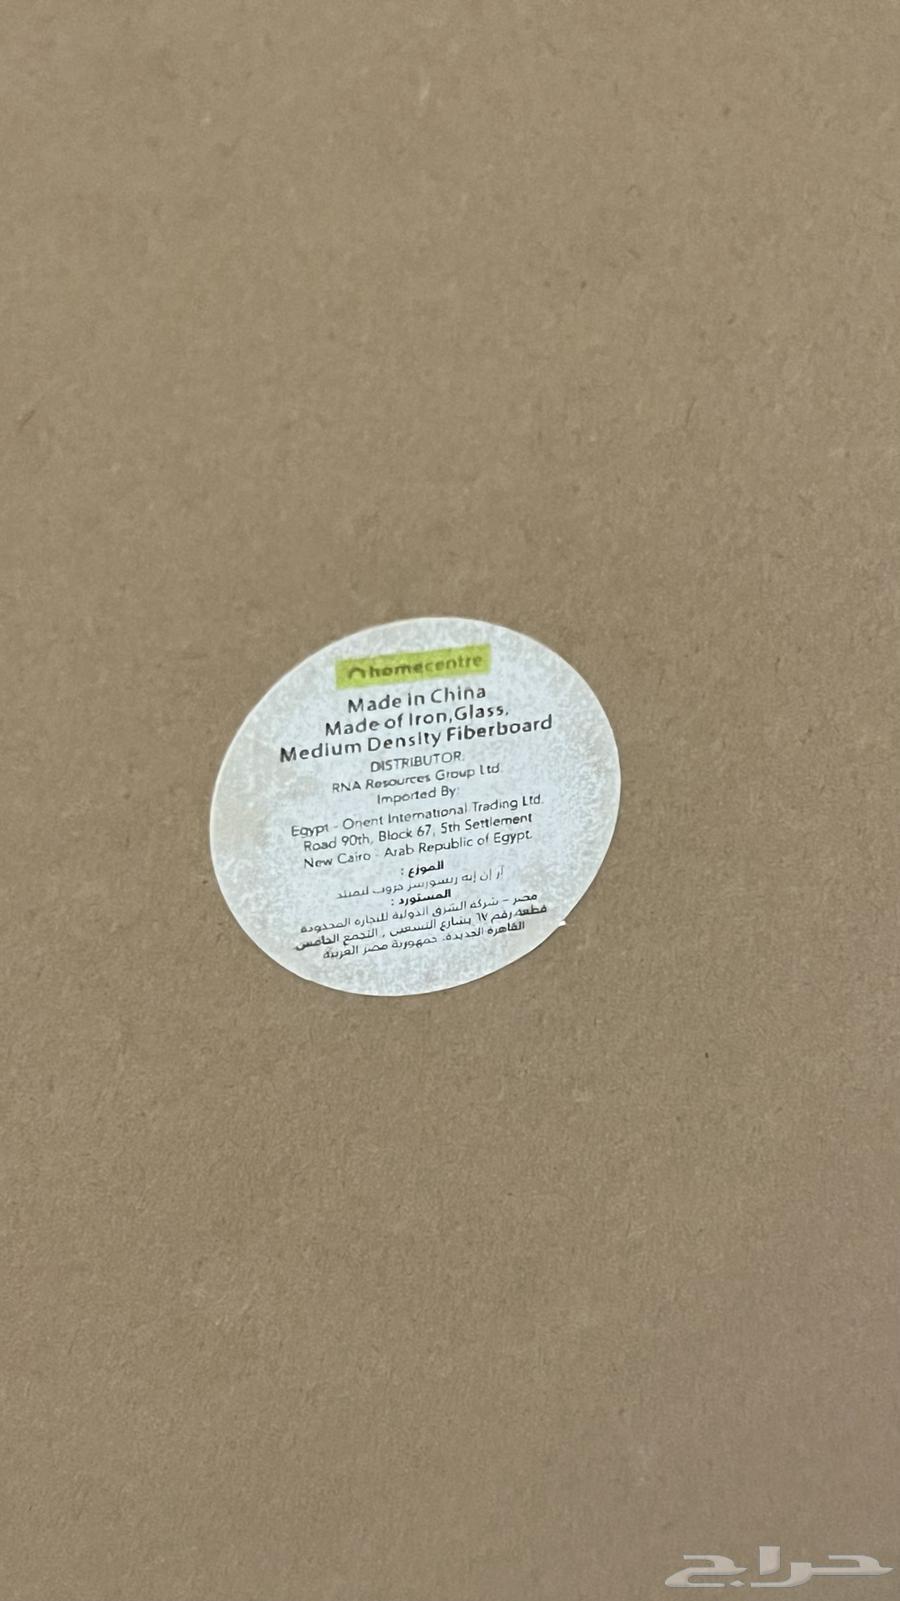 homecentre
Made in China
Made of Iron,Glass,
Medium Density Fiberboard
DISTRIBUTOR:
RNA Resources Group Ltd.
Imported By:
Egypt - Orient International Trading Ltd.
Road 90th, Block 67, 5th Settlement
New Cairo - Arab Republic of Egypt.
الموزع :
أر إن إيه ريسورسز جروب ليميتد
المستورد :
مصر - شركة الشرق الدولية للتجارة المحدودة
قطعة رقم ٦٧ بشارع التسعين , التجمع الخامس
القاهرة الجديدة، جمهورية مصر العربية
حراج